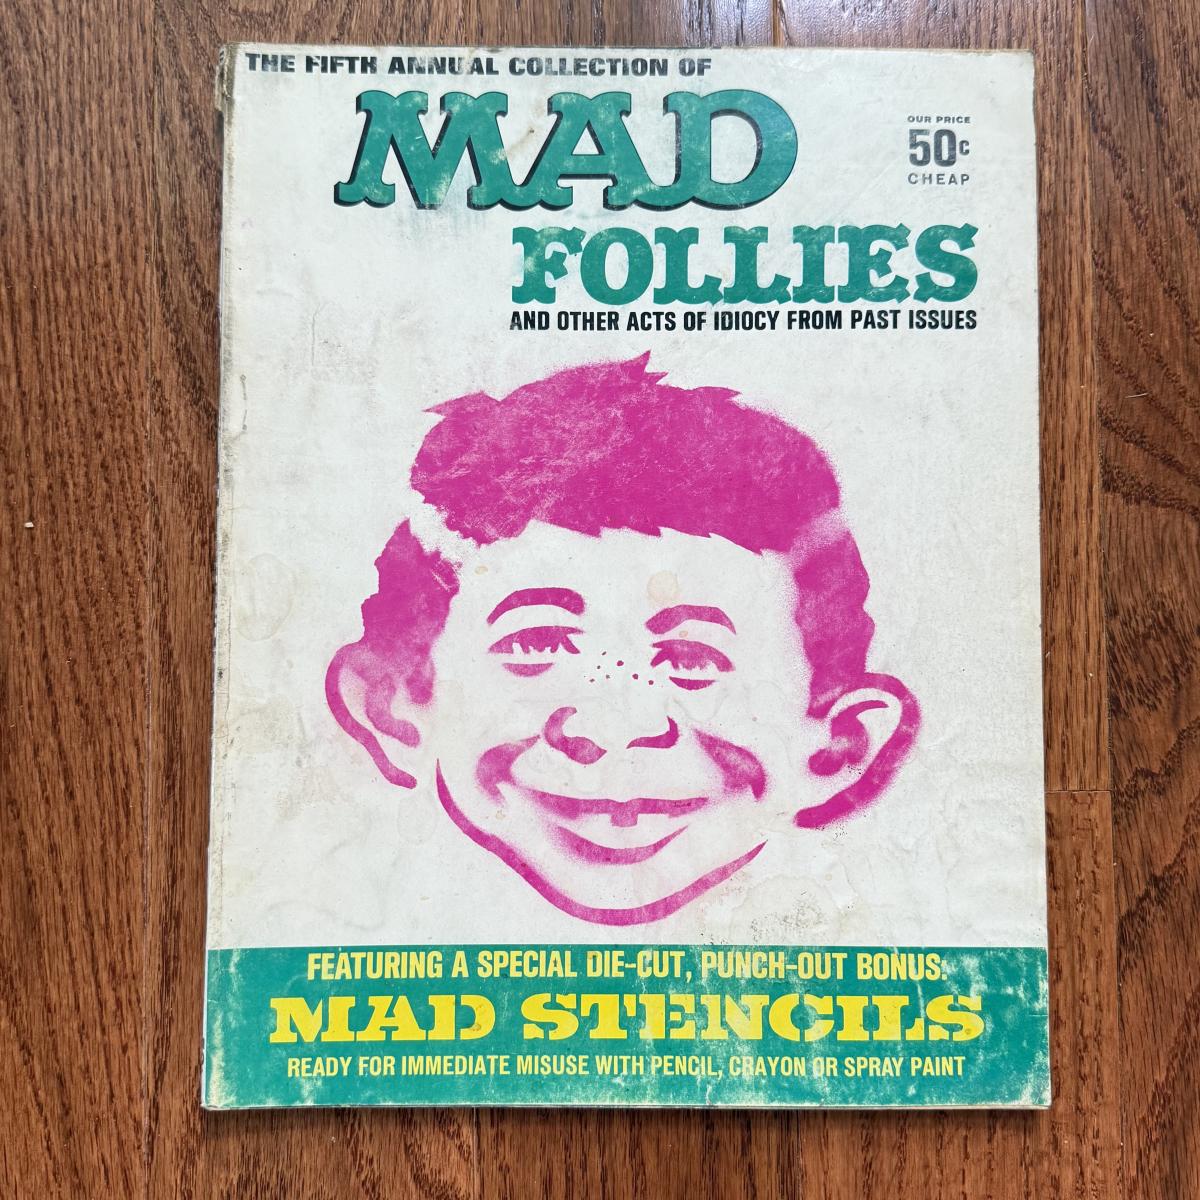 THE FIFTH ANNUAL COLLECTION OF
MAD
OUR PRICE
50c
CHEAP
FOLLIES
AND OTHER ACTS OF IDIOCY FROM PAST ISSUES
FEATURING A SPECIAL DIE-CUT, PUNCH-OUT BONUS:
MAD STENCILS
READY FOR IMMEDIATE MISUSE WITH PENCIL, CRAYON OR SPRAY PAINT